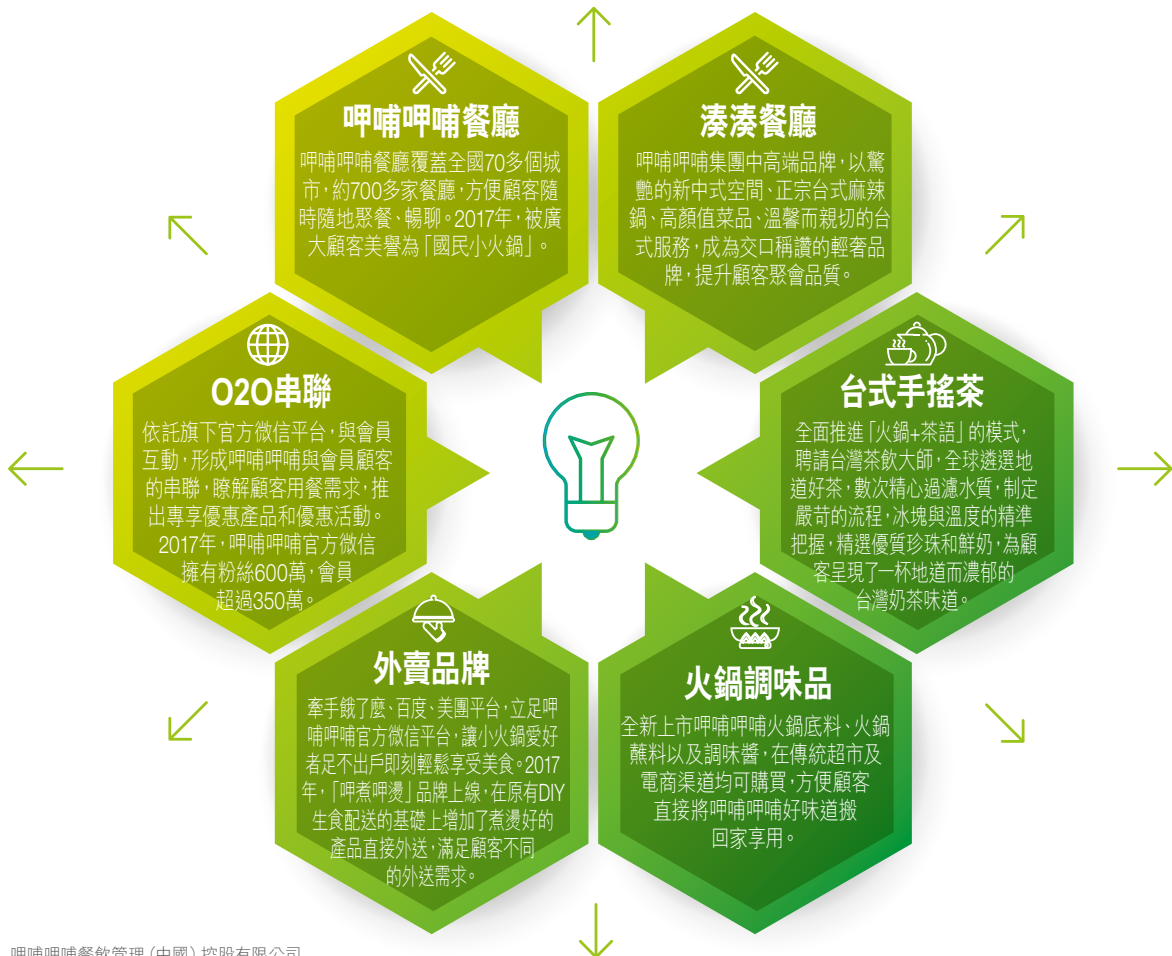 呷哺呷哺餐廳
呷哺呷哺餐廳覆蓋全國70多個城
市，約700多家餐廳，方便顧客隨
時隨地聚餐、暢聊。2017年，被廣
大顧客美譽為「國民小火鍋」。
湊湊餐廳
呷哺呷哺集團中高端品牌，以驚
艷的新中式空間、正宗台式麻辣
鍋、高顏值菜品、溫馨而親切的台
式服務，成為交口稱讚的輕奢品
牌，提升顧客聚會品質。
O2O串聯
依託旗下官方微信平台，與會員
互動，形成呷哺呷哺與會員顧客
的串聯，瞭解顧客用餐需求，推
出專享優惠產品和優惠活動。
2017年，呷哺呷哺官方微信
擁有粉絲600萬，會員
超過350萬。
台式手搖茶
全面推進「火鍋+茶語」的模式，
聘請台灣茶飲大師，全球遴選地
道好茶，數次精心過濾水質，制定
嚴苛的流程，冰塊與溫度的精準
把握，精選優質珍珠和鮮奶，為顧
客呈現了一杯地道而濃郁的
台灣奶茶味道。
外賣品牌
牽手餓了麼、百度、美團平台，立足呷
哺呷哺官方微信平台，讓小火鍋愛好
者足不出戶即刻輕鬆享受美食。2017
年，「呷煮呷燙」品牌上線，在原有DIY
生食配送的基礎上增加了煮燙好的
產品直接外送，滿足顧客不同
的外送需求。
火鍋調味品
全新上市呷哺呷哺火鍋底料、火鍋
蘸料以及調味醬，在傳統超市及
電商渠道均可購買，方便顧客
直接將呷哺呷哺好味道搬
回家享用。
呷哺呷哺餐飲管理（中國）控股有限公司